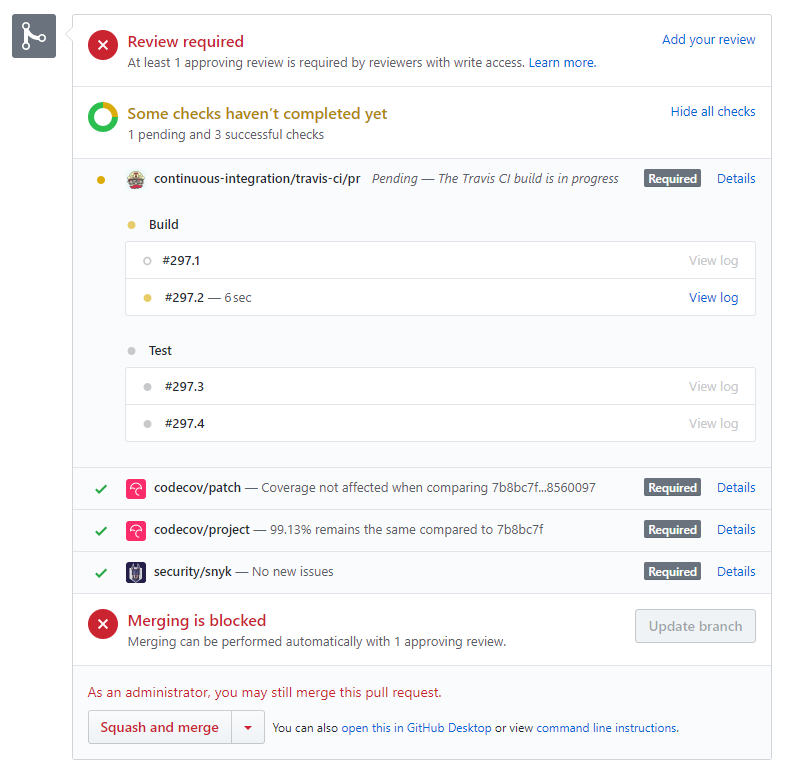 Review required
Add your review
At least 1 approving review is required by reviewers with write access. Learn more.
Some checks haven't completed yet
Hide all checks
1 pending and 3 successful checks
continuous-integration/travis-ci/pr Pending — The Travis CI build is in progress Required Details
Build
#297.1 View log
#297.2 — 6 sec View log
Test
#297.3 View log
#297.4 View log
codecov/patch — Coverage not affected when comparing 7b8bc7f...8560097 Required Details
codecov/project — 99.13% remains the same compared to 7b8bc7f Required Details
security/snyk — No new issues Required Details
Merging is blocked
Merging can be performed automatically with 1 approving review.
Update branch
As an administrator, you may still merge this pull request.
Squash and merge You can also open this in GitHub Desktop or view command line instructions.